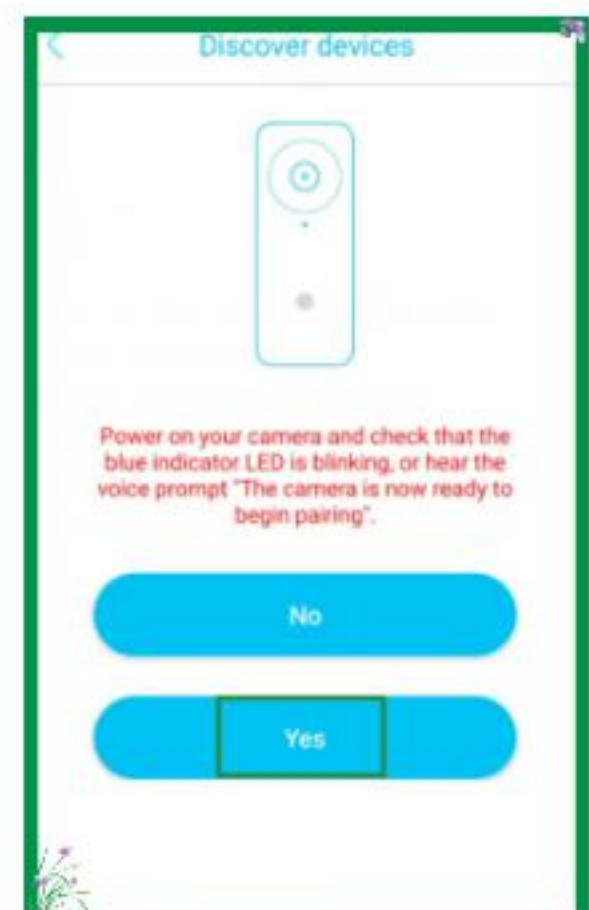 Discover devices
Power on your camera and check that the
blue indicator LED is blinking, or hear the
voice prompt "The camera is now ready to
begin pairing".
No
Yes